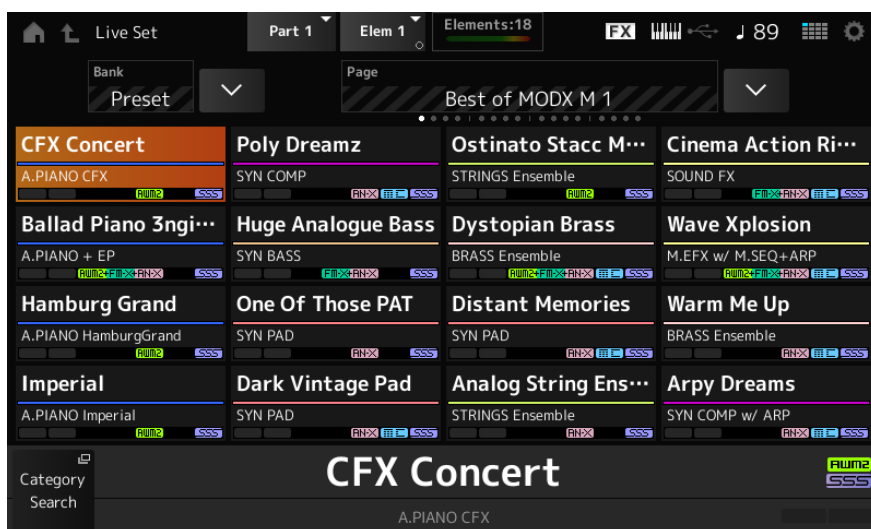 Live Set
Part 1
Elem 1
Elements:18
FX
♩ 89
Bank
Preset
Page
Best of MODX M 1
CFX Concert
A.PIANO CFX
AWM2 SSS
Poly Dreamz
SYN COMP
AN-X SSS
Ostinato Stacc M···
STRINGS Ensemble
AWM2 SSS
Cinema Action Ri···
SOUND FX
FM-X+AN-X SSS
Ballad Piano 3ngi···
A.PIANO + EP
AWM2+FM-X+AN-X SSS
Huge Analogue Bass
SYN BASS
FM-X+AN-X SSS
Dystopian Brass
BRASS Ensemble
AWM2+FM-X+AN-X SSS
Wave Xplosion
M.EFX w/ M.SEQ+ARP
AWM2+FM-X+AN-X SSS
Hamburg Grand
A.PIANO HamburgGrand
AWM2 SSS
One Of Those PAT
SYN PAD
AN-X SSS
Distant Memories
SYN PAD
AN-X SSS
Warm Me Up
BRASS Ensemble
AN-X SSS
Imperial
A.PIANO Imperial
AWM2 SSS
Dark Vintage Pad
SYN PAD
AN-X SSS
Analog String Ens···
STRINGS Ensemble
AN-X SSS
Arpy Dreams
SYN COMP w/ ARP
AN-X SSS
Category
Search
CFX Concert
AWM2
SSS
A.PIANO CFX